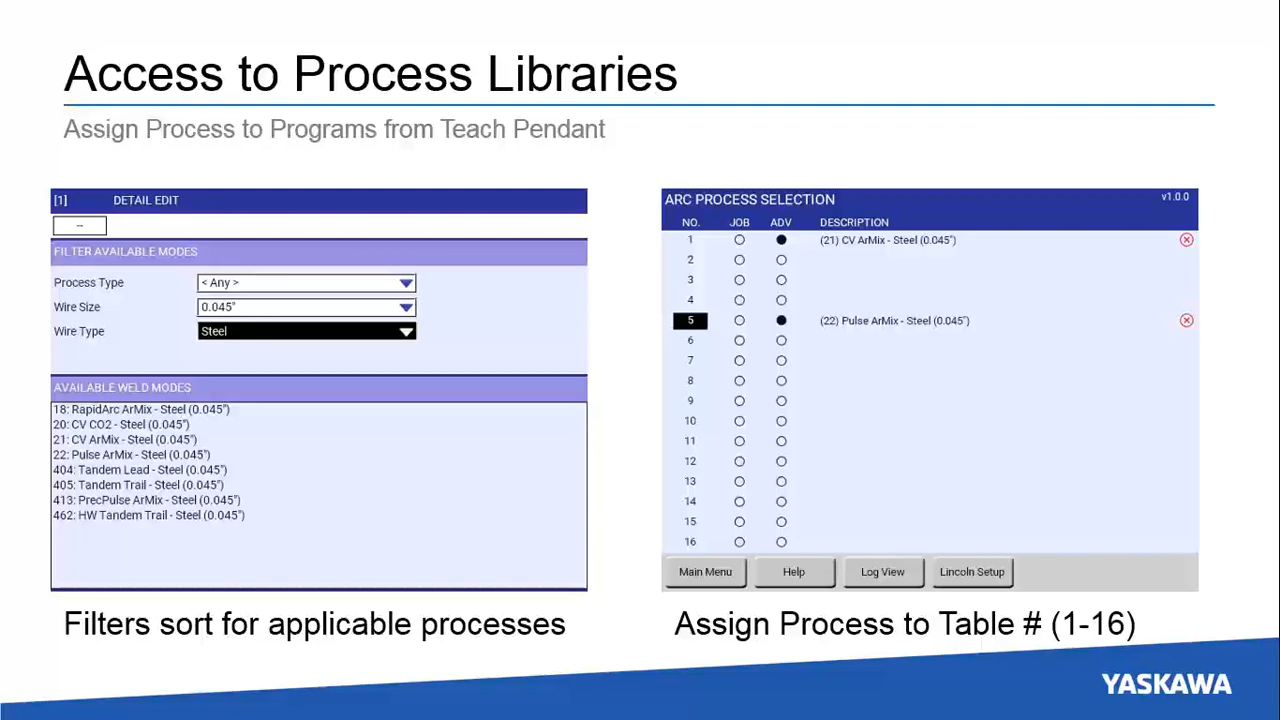 Access to Process Libraries
Assign Process to Programs from Teach Pendant
[1] DETAIL EDIT
--
FILTER AVAILABLE MODES
Process Type < Any >
Wire Size 0.045"
Wire Type Steel
AVAILABLE WELD MODES
18: RapidArc ArMix - Steel (0.045")
20: CV CO2 - Steel (0.045")
21: CV ArMix - Steel (0.045")
22: Pulse ArMix - Steel (0.045")
404: Tandem Lead - Steel (0.045")
405: Tandem Trail - Steel (0.045")
413: PrecPulse ArMix - Steel (0.045")
462: HW Tandem Trail - Steel (0.045")
Filters sort for applicable processes
ARC PROCESS SELECTION v1.0.0
NO. JOB ADV DESCRIPTION
1 (21) CV ArMix - Steel (0.045")
2
3
4
5 (22) Pulse ArMix - Steel (0.045")
6
7
8
9
10
11
12
13
14
15
16
Main Menu Help Log View Lincoln Setup
Assign Process to Table # (1-16)
YASKAWA